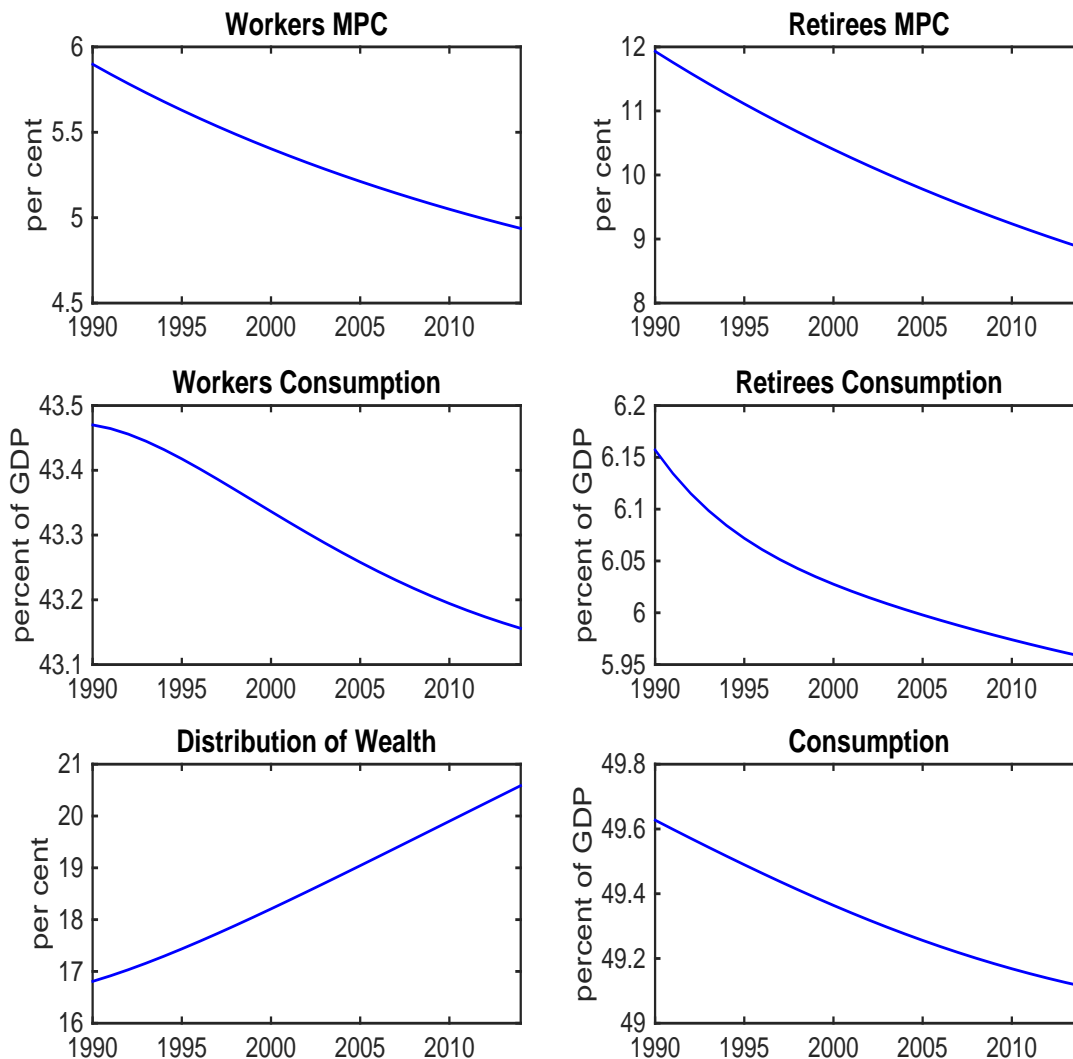 Workers MPC
per cent
6
5.5
5
4.5
1990 1995 2000 2005 2010
Retirees MPC
per cent
12
11
10
9
8
1990 1995 2000 2005 2010
Workers Consumption
percent of GDP
43.5
43.4
43.3
43.2
43.1
1990 1995 2000 2005 2010
Retirees Consumption
percent of GDP
6.2
6.15
6.1
6.05
6
5.95
1990 1995 2000 2005 2010
Distribution of Wealth
per cent
21
20
19
18
17
16
1990 1995 2000 2005 2010
Consumption
percent of GDP
49.8
49.6
49.4
49.2
49
1990 1995 2000 2005 2010